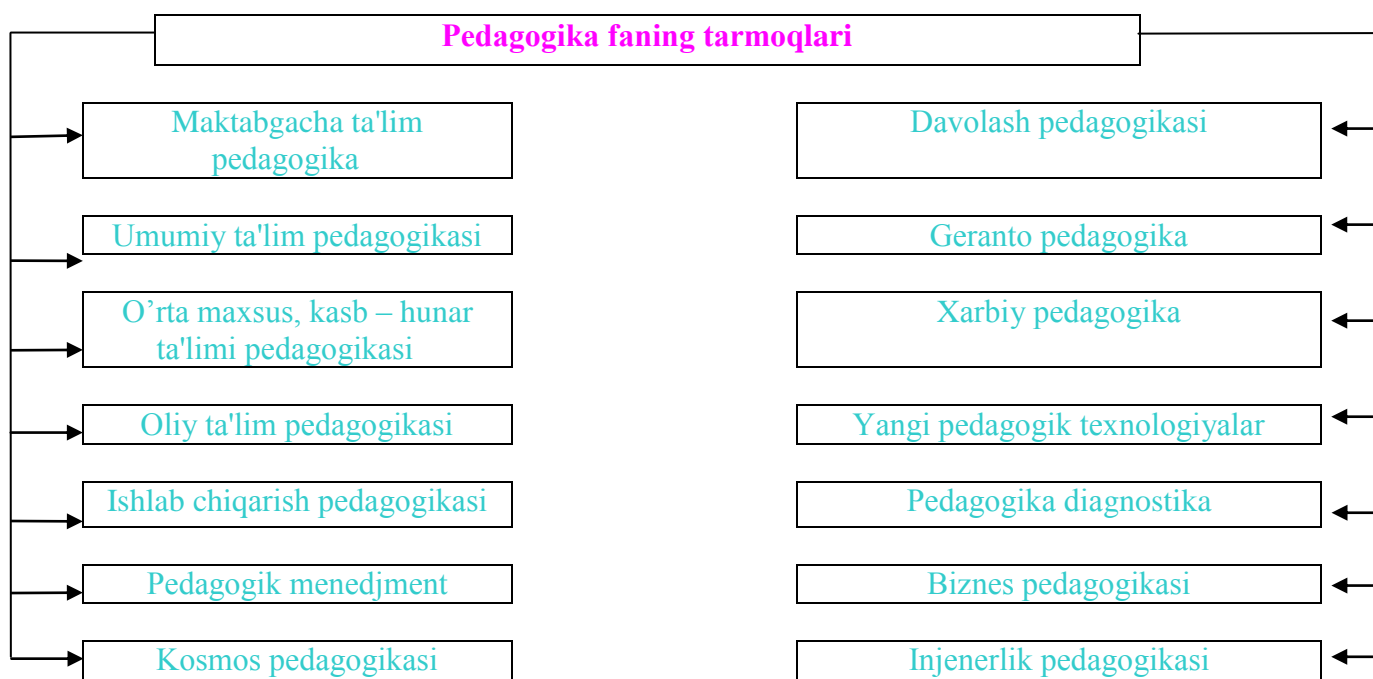 Pedagogika faning tarmoqlari
Maktabgacha ta'lim
pedagogika
Umumiy ta'lim pedagogikasi
O’rta maxsus, kasb – hunar
ta'limi pedagogikasi
Oliy ta'lim pedagogikasi
Ishlab chiqarish pedagogikasi
Pedagogik menedjment
Kosmos pedagogikasi
Davolash pedagogikasi
Geranto pedagogika
Xarbiy pedagogika
Yangi pedagogik texnologiyalar
Pedagogika diagnostika
Biznes pedagogikasi
Injenerlik pedagogikasi